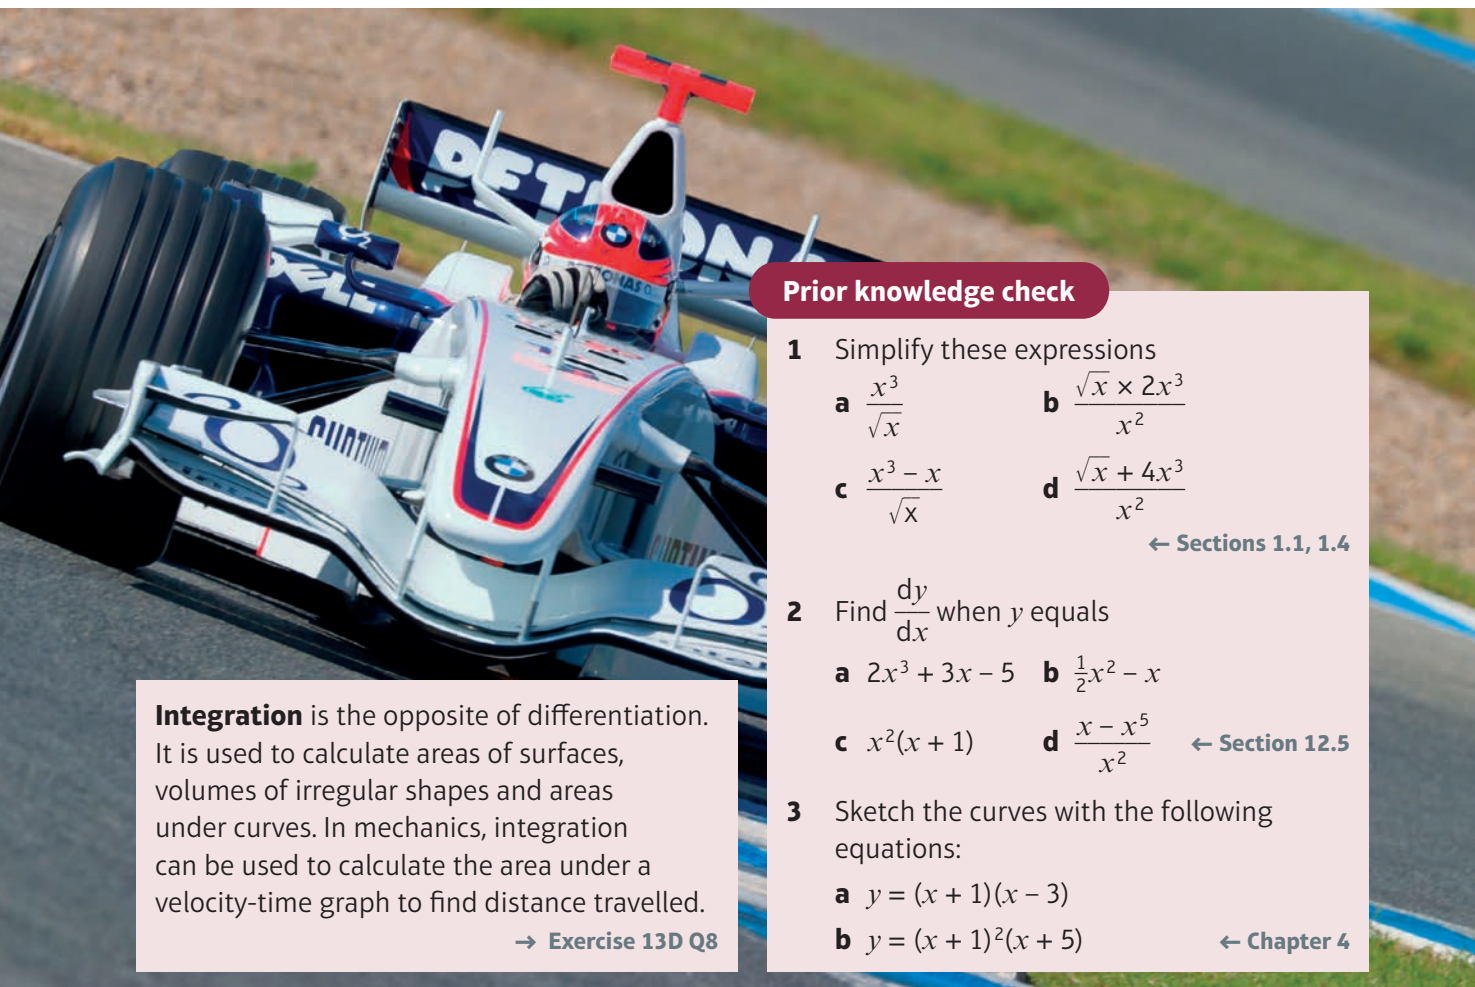 PETRONAS
DELL
PETRONAS
BMW
Prior knowledge check
1 Simplify these expressions
a x³/√x b (√x × 2x³)/x²
c (x³ – x)/√x d (√x + 4x³)/x²
← Sections 1.1, 1.4
2 Find dy/dx when y equals
a 2x³ + 3x – 5 b ½x² – x
c x²(x + 1) d (x – x⁵)/x² ← Section 12.5
3 Sketch the curves with the following
equations:
a y = (x + 1)(x – 3)
b y = (x + 1)²(x + 5) ← Chapter 4
Integration is the opposite of differentiation.
It is used to calculate areas of surfaces,
volumes of irregular shapes and areas
under curves. In mechanics, integration
can be used to calculate the area under a
velocity-time graph to find distance travelled.
→ Exercise 13D Q8